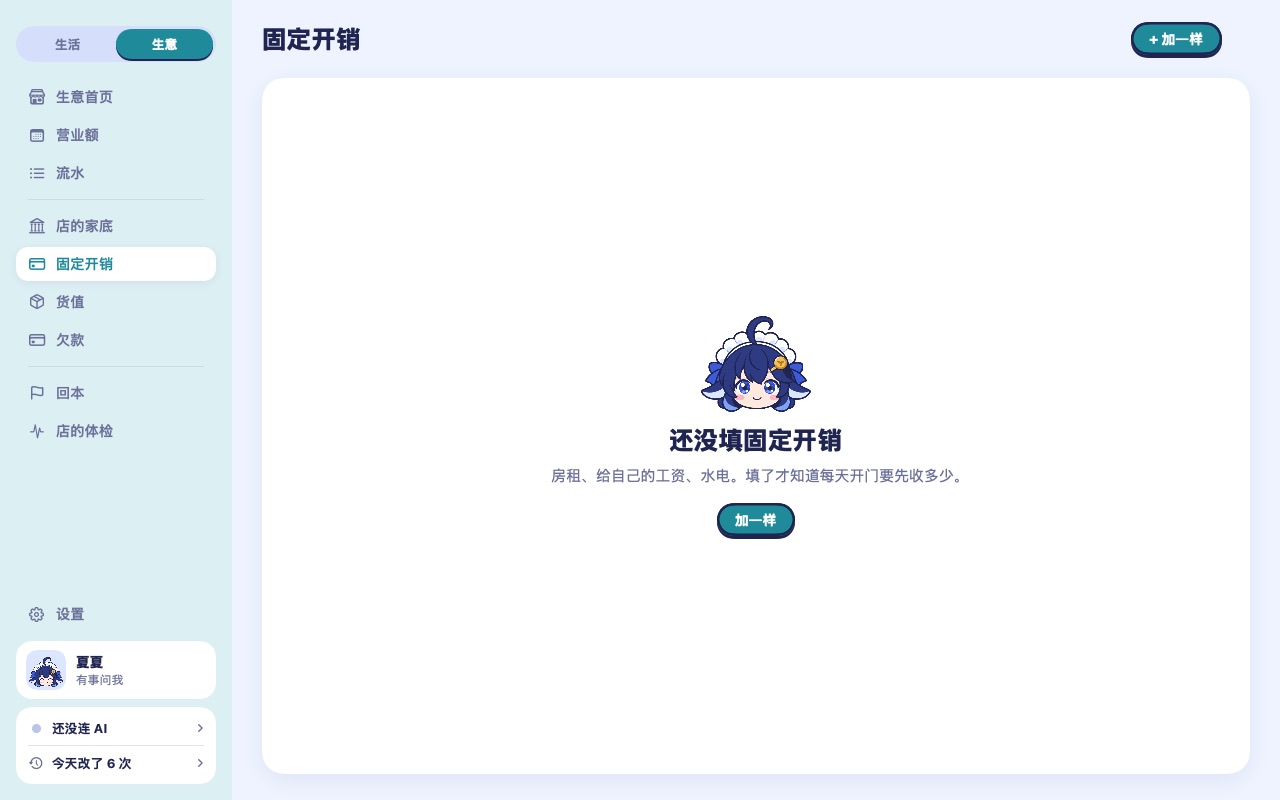 生活
生意
生意首页
营业额
流水
店的家底
固定开销
货值
欠款
回本
店的体检
设置
夏夏
有事问我
还没连 AI
今天改了 6 次
固定开销
+ 加一样
还没填固定开销
房租、给自己的工资、水电。填了才知道每天开门要先收多少。
加一样